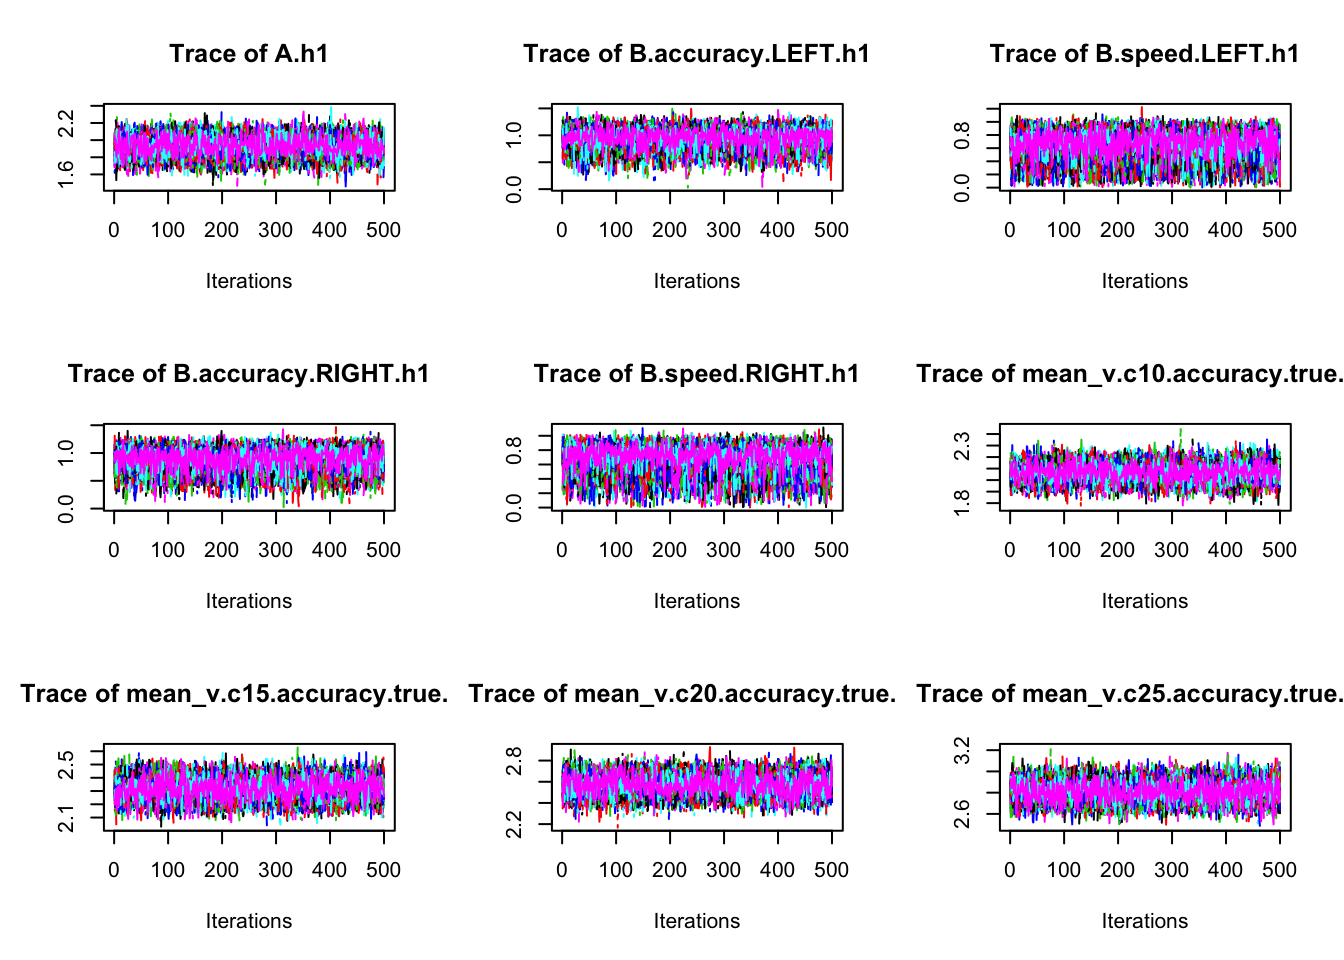 Trace of A.h1
2.2
1.6
0 100 200 300 400 500
Iterations
Trace of B.accuracy.LEFT.h1
1.0
0.0
0 100 200 300 400 500
Iterations
Trace of B.speed.LEFT.h1
0.8
0.0
0 100 200 300 400 500
Iterations
Trace of B.accuracy.RIGHT.h1
1.0
0.0
0 100 200 300 400 500
Iterations
Trace of B.speed.RIGHT.h1
0.8
0.0
0 100 200 300 400 500
Iterations
Trace of mean_v.c10.accuracy.true.
2.3
1.8
0 100 200 300 400 500
Iterations
Trace of mean_v.c15.accuracy.true.
2.5
2.1
0 100 200 300 400 500
Iterations
Trace of mean_v.c20.accuracy.true.
2.8
2.2
0 100 200 300 400 500
Iterations
Trace of mean_v.c25.accuracy.true.
3.2
2.6
0 100 200 300 400 500
Iterations